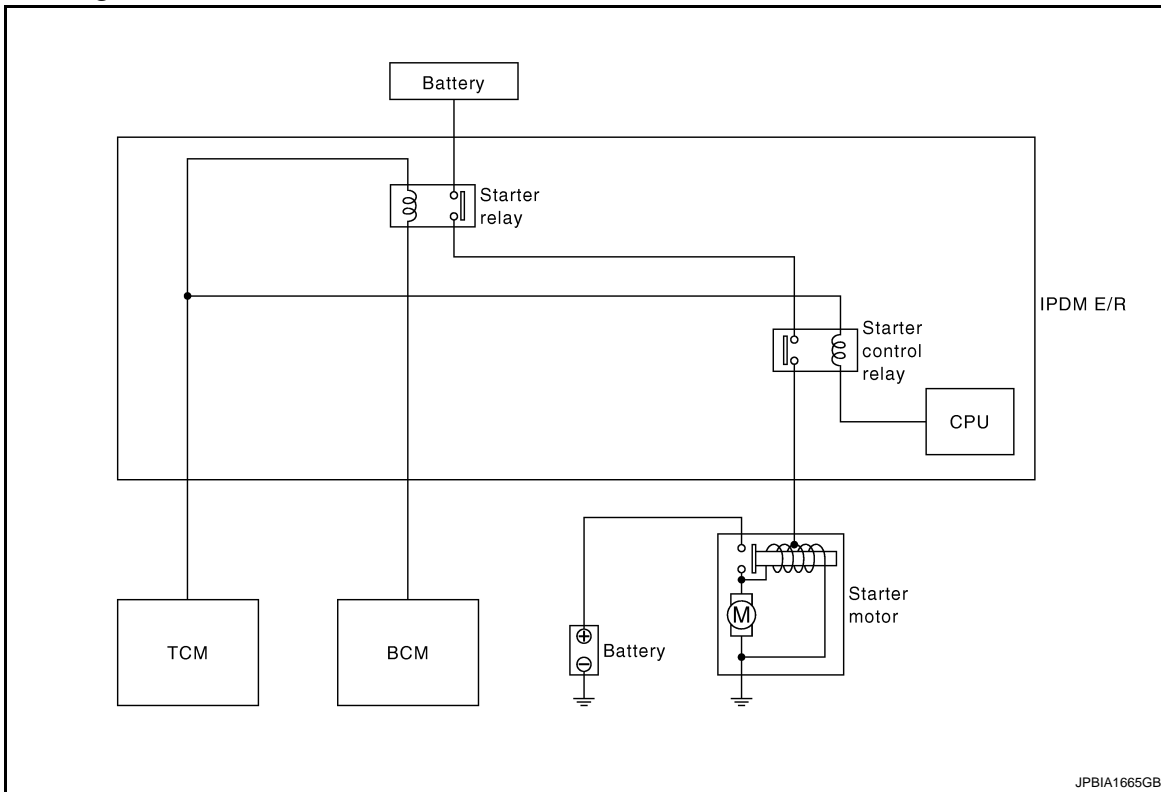 Battery
Starter
relay
IPDM E/R
Starter
control
relay
CPU
Starter
motor
Battery
M
TCM
BCM
JPBIA1665GB